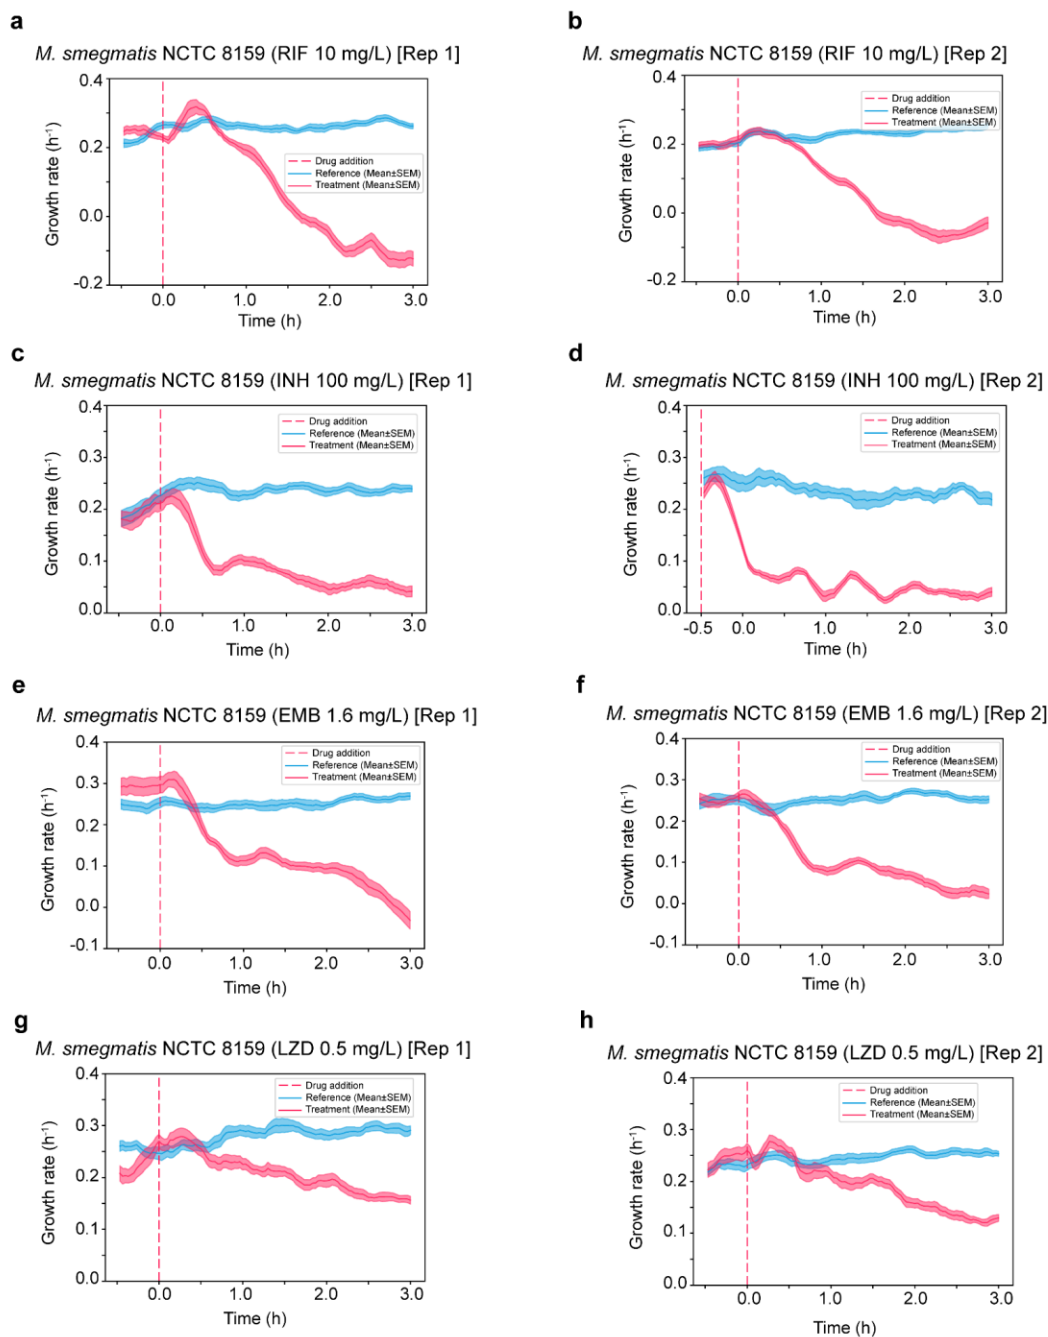 a
M. smegmatis NCTC 8159 (RIF 10 mg/L) [Rep 1]
0.4
0.2
0.0
-0.2
Growth rate (h⁻¹)
Drug addition
Reference (Mean±SEM)
Treatment (Mean±SEM)
0.0 1.0 2.0 3.0
Time (h)
b
M. smegmatis NCTC 8159 (RIF 10 mg/L) [Rep 2]
0.4
0.2
0.0
-0.2
Growth rate (h⁻¹)
Drug addition
Reference (Mean±SEM)
Treatment (Mean±SEM)
0.0 1.0 2.0 3.0
Time (h)
c
M. smegmatis NCTC 8159 (INH 100 mg/L) [Rep 1]
0.4
0.3
0.2
0.1
0.0
Growth rate (h⁻¹)
Drug addition
Reference (Mean±SEM)
Treatment (Mean±SEM)
0.0 1.0 2.0 3.0
Time (h)
d
M. smegmatis NCTC 8159 (INH 100 mg/L) [Rep 2]
0.4
0.3
0.2
0.1
0.0
Growth rate (h⁻¹)
Drug addition
Reference (Mean±SEM)
Treatment (Mean±SEM)
-0.5 0.0 1.0 2.0 3.0
Time (h)
e
M. smegmatis NCTC 8159 (EMB 1.6 mg/L) [Rep 1]
0.4
0.3
0.2
0.1
0.0
-0.1
Growth rate (h⁻¹)
Drug addition
Reference (Mean±SEM)
Treatment (Mean±SEM)
0.0 1.0 2.0 3.0
Time (h)
f
M. smegmatis NCTC 8159 (EMB 1.6 mg/L) [Rep 2]
0.4
0.3
0.2
0.1
0.0
-0.1
Growth rate (h⁻¹)
Drug addition
Reference (Mean±SEM)
Treatment (Mean±SEM)
0.0 1.0 2.0 3.0
Time (h)
g
M. smegmatis NCTC 8159 (LZD 0.5 mg/L) [Rep 1]
0.4
0.3
0.2
0.1
0.0
Growth rate (h⁻¹)
Drug addition
Reference (Mean±SEM)
Treatment (Mean±SEM)
0.0 1.0 2.0 3.0
Time (h)
h
M. smegmatis NCTC 8159 (LZD 0.5 mg/L) [Rep 2]
0.4
0.3
0.2
0.1
0.0
Growth rate (h⁻¹)
Drug addition
Reference (Mean±SEM)
Treatment (Mean±SEM)
0.0 1.0 2.0 3.0
Time (h)